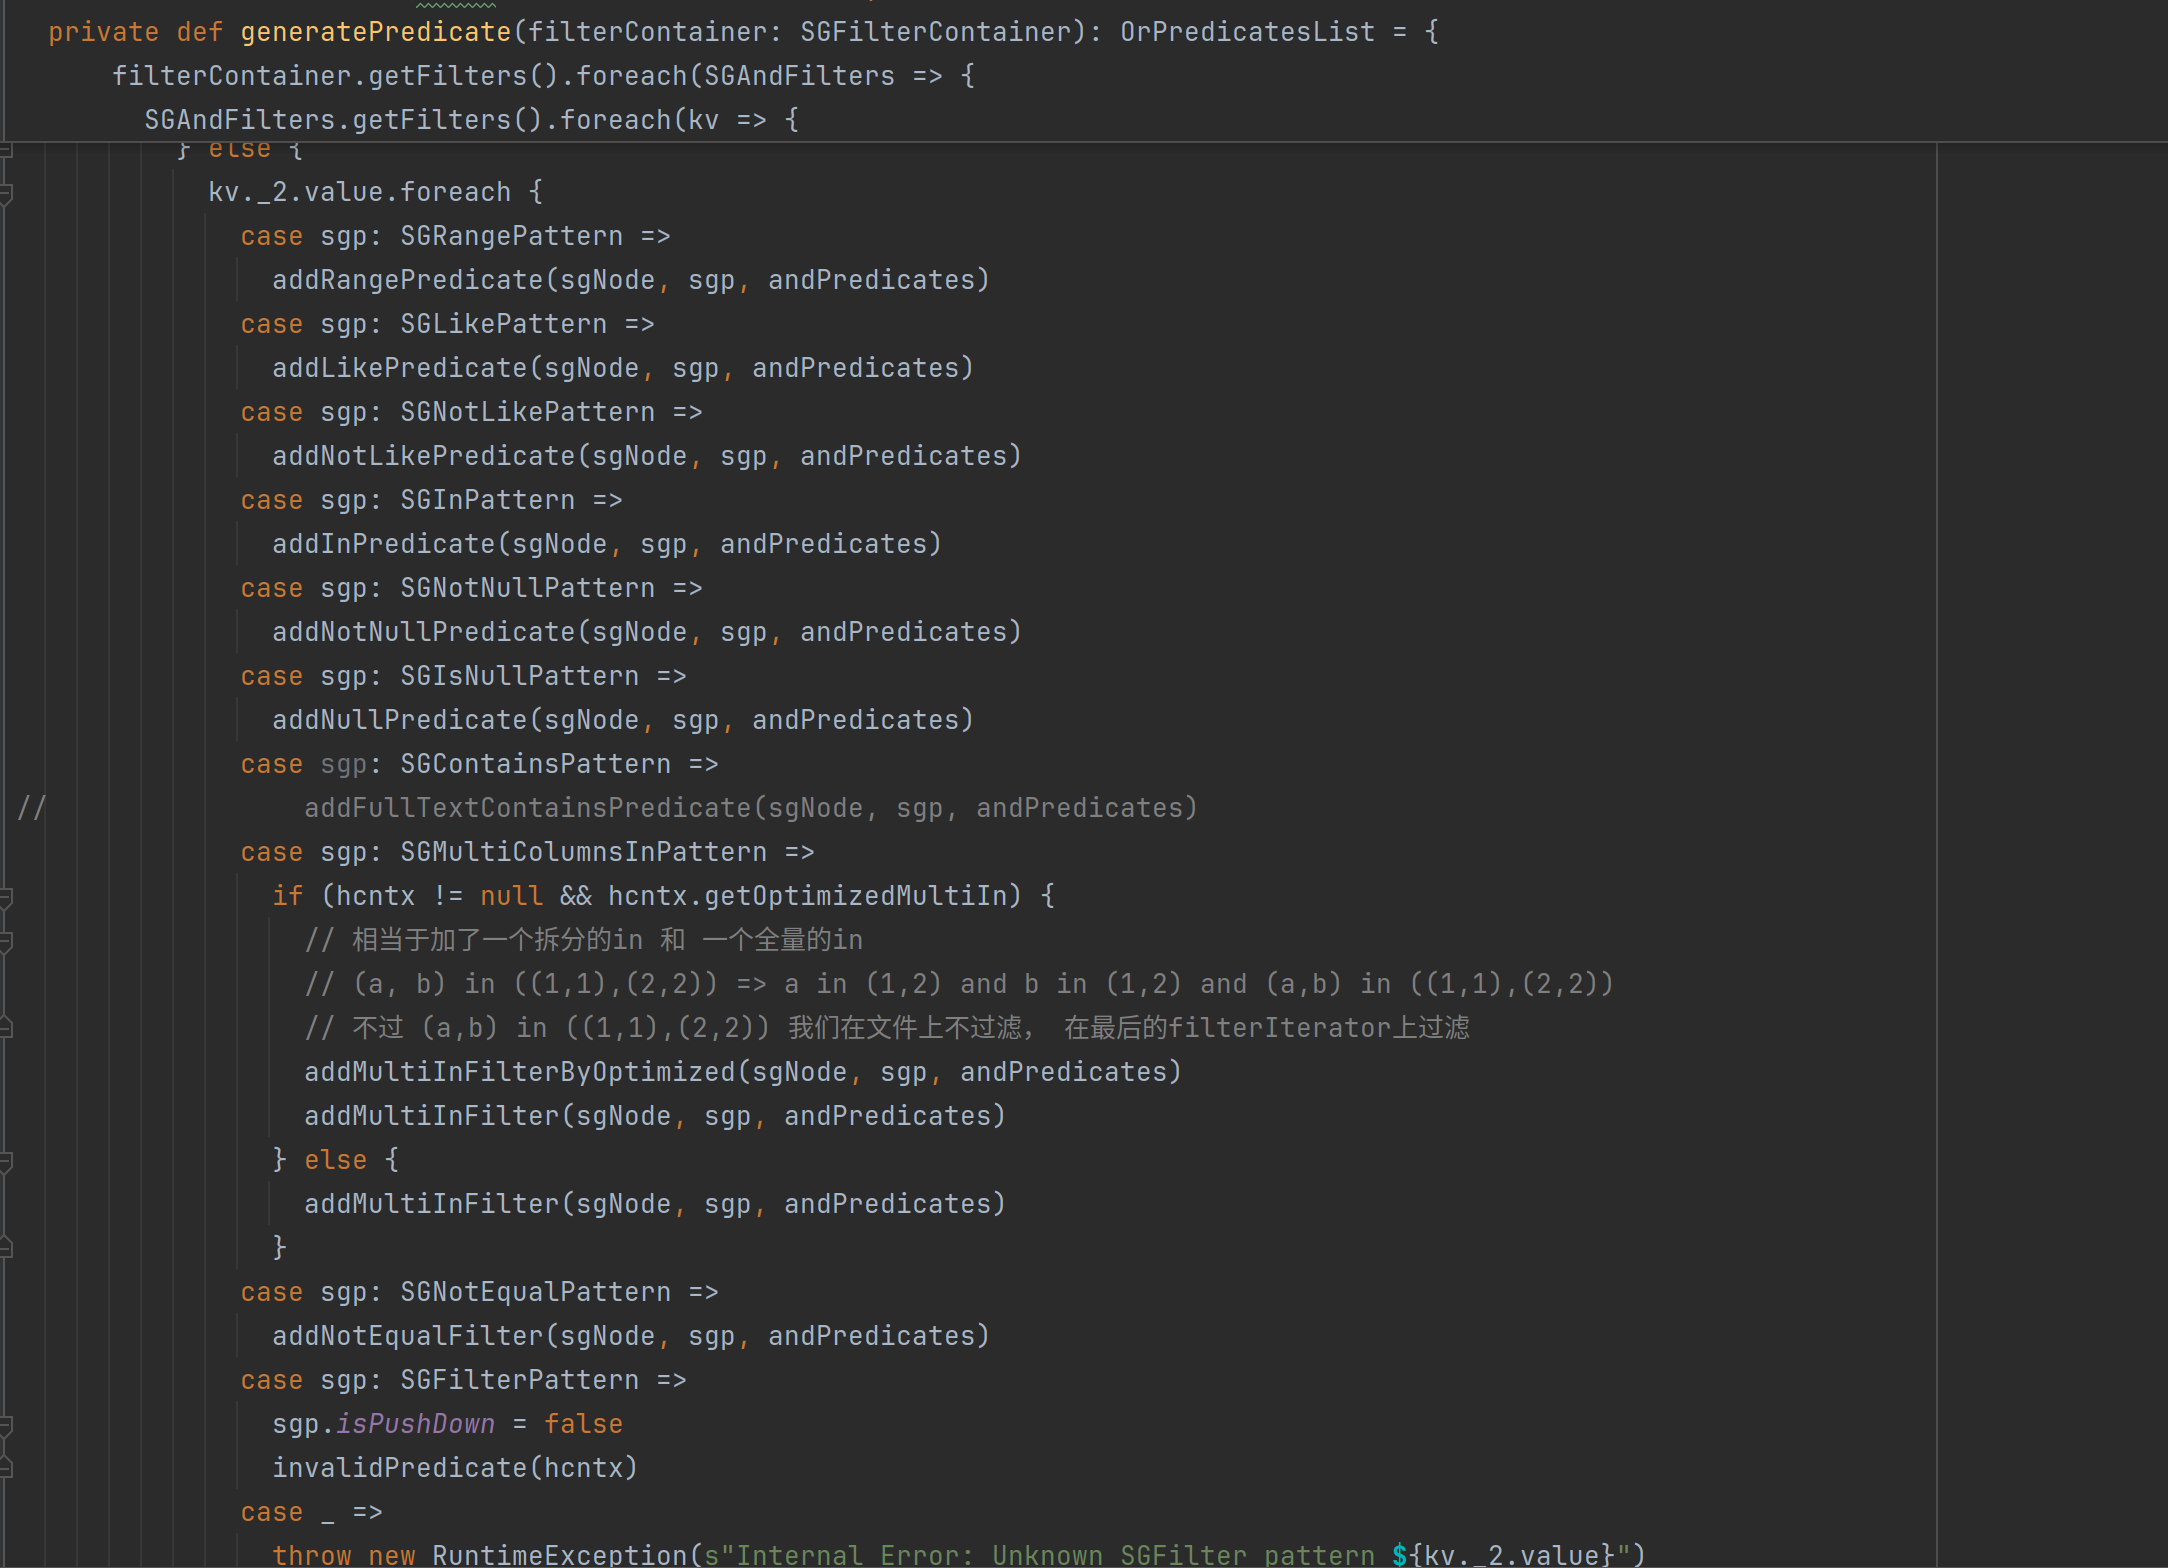 private def generatePredicate(filterContainer: SGFilterContainer): OrPredicatesList = {
    filterContainer.getFilters().foreach(SGAndFilters => {
      SGAndFilters.getFilters().foreach(kv => {
        } else {
          kv._2.value.foreach {
            case sgp: SGRangePattern =>
              addRangePredicate(sgNode, sgp, andPredicates)
            case sgp: SGLikePattern =>
              addLikePredicate(sgNode, sgp, andPredicates)
            case sgp: SGNotLikePattern =>
              addNotLikePredicate(sgNode, sgp, andPredicates)
            case sgp: SGInPattern =>
              addInPredicate(sgNode, sgp, andPredicates)
            case sgp: SGNotNullPattern =>
              addNotNullPredicate(sgNode, sgp, andPredicates)
            case sgp: SGIsNullPattern =>
              addNullPredicate(sgNode, sgp, andPredicates)
            case sgp: SGContainsPattern =>
//                addFullTextContainsPredicate(sgNode, sgp, andPredicates)
            case sgp: SGMultiColumnsInPattern =>
              if (hcntx != null && hcntx.getOptimizedMultiIn) {
                // 相当于加了一个拆分的in 和 一个全量的in
                // (a, b) in ((1,1),(2,2)) => a in (1,2) and b in (1,2) and (a,b) in ((1,1),(2,2))
                // 不过 (a,b) in ((1,1),(2,2)) 我们在文件上不过滤， 在最后的filterIterator上过滤
                addMultiInFilterByOptimized(sgNode, sgp, andPredicates)
                addMultiInFilter(sgNode, sgp, andPredicates)
              } else {
                addMultiInFilter(sgNode, sgp, andPredicates)
              }
            case sgp: SGNotEqualPattern =>
              addNotEqualFilter(sgNode, sgp, andPredicates)
            case sgp: SGFilterPattern =>
              sgp.isPushDown = false
              invalidPredicate(hcntx)
            case _ =>
              throw new RuntimeException(s"Internal Error: Unknown SGFilter pattern ${kv._2.value}")